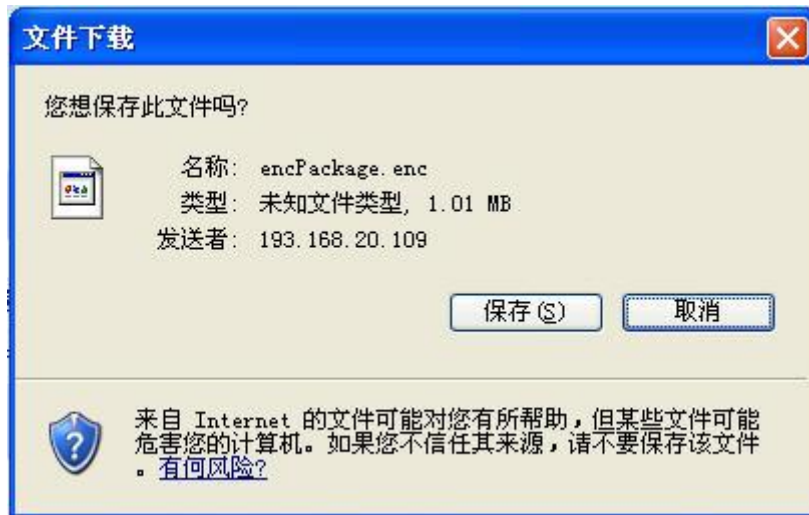 文件下载
您想保存此文件吗?
名称: encPackage.enc
类型: 未知文件类型, 1.01 MB
发送者: 193.168.20.109
保存(S) 取消
来自 Internet 的文件可能对您有所帮助，但某些文件可能
危害您的计算机。如果您不信任其来源，请不要保存该文件
。有何风险?